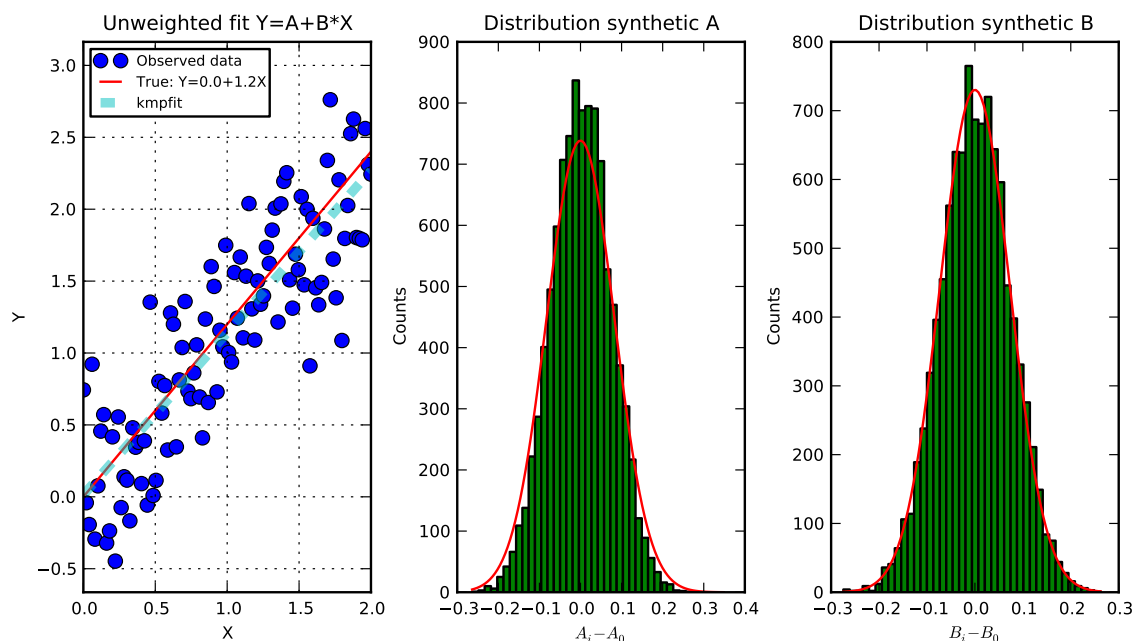 Unweighted fit Y=A+B*X
Observed data
True: Y=0.0+1.2X
kmpfit
Y
3.0
2.5
2.0
1.5
1.0
0.5
0.0
−0.5
0.0 0.5 1.0 1.5 2.0
X
Distribution synthetic A
Counts
900
800
700
600
500
400
300
200
100
0
−0.3 −0.2 −0.1 0.0 0.1 0.2 0.3 0.4
A_i − A_0
Distribution synthetic B
Counts
800
700
600
500
400
300
200
100
0
−0.3 −0.2 −0.1 0.0 0.1 0.2 0.3
B_i − B_0